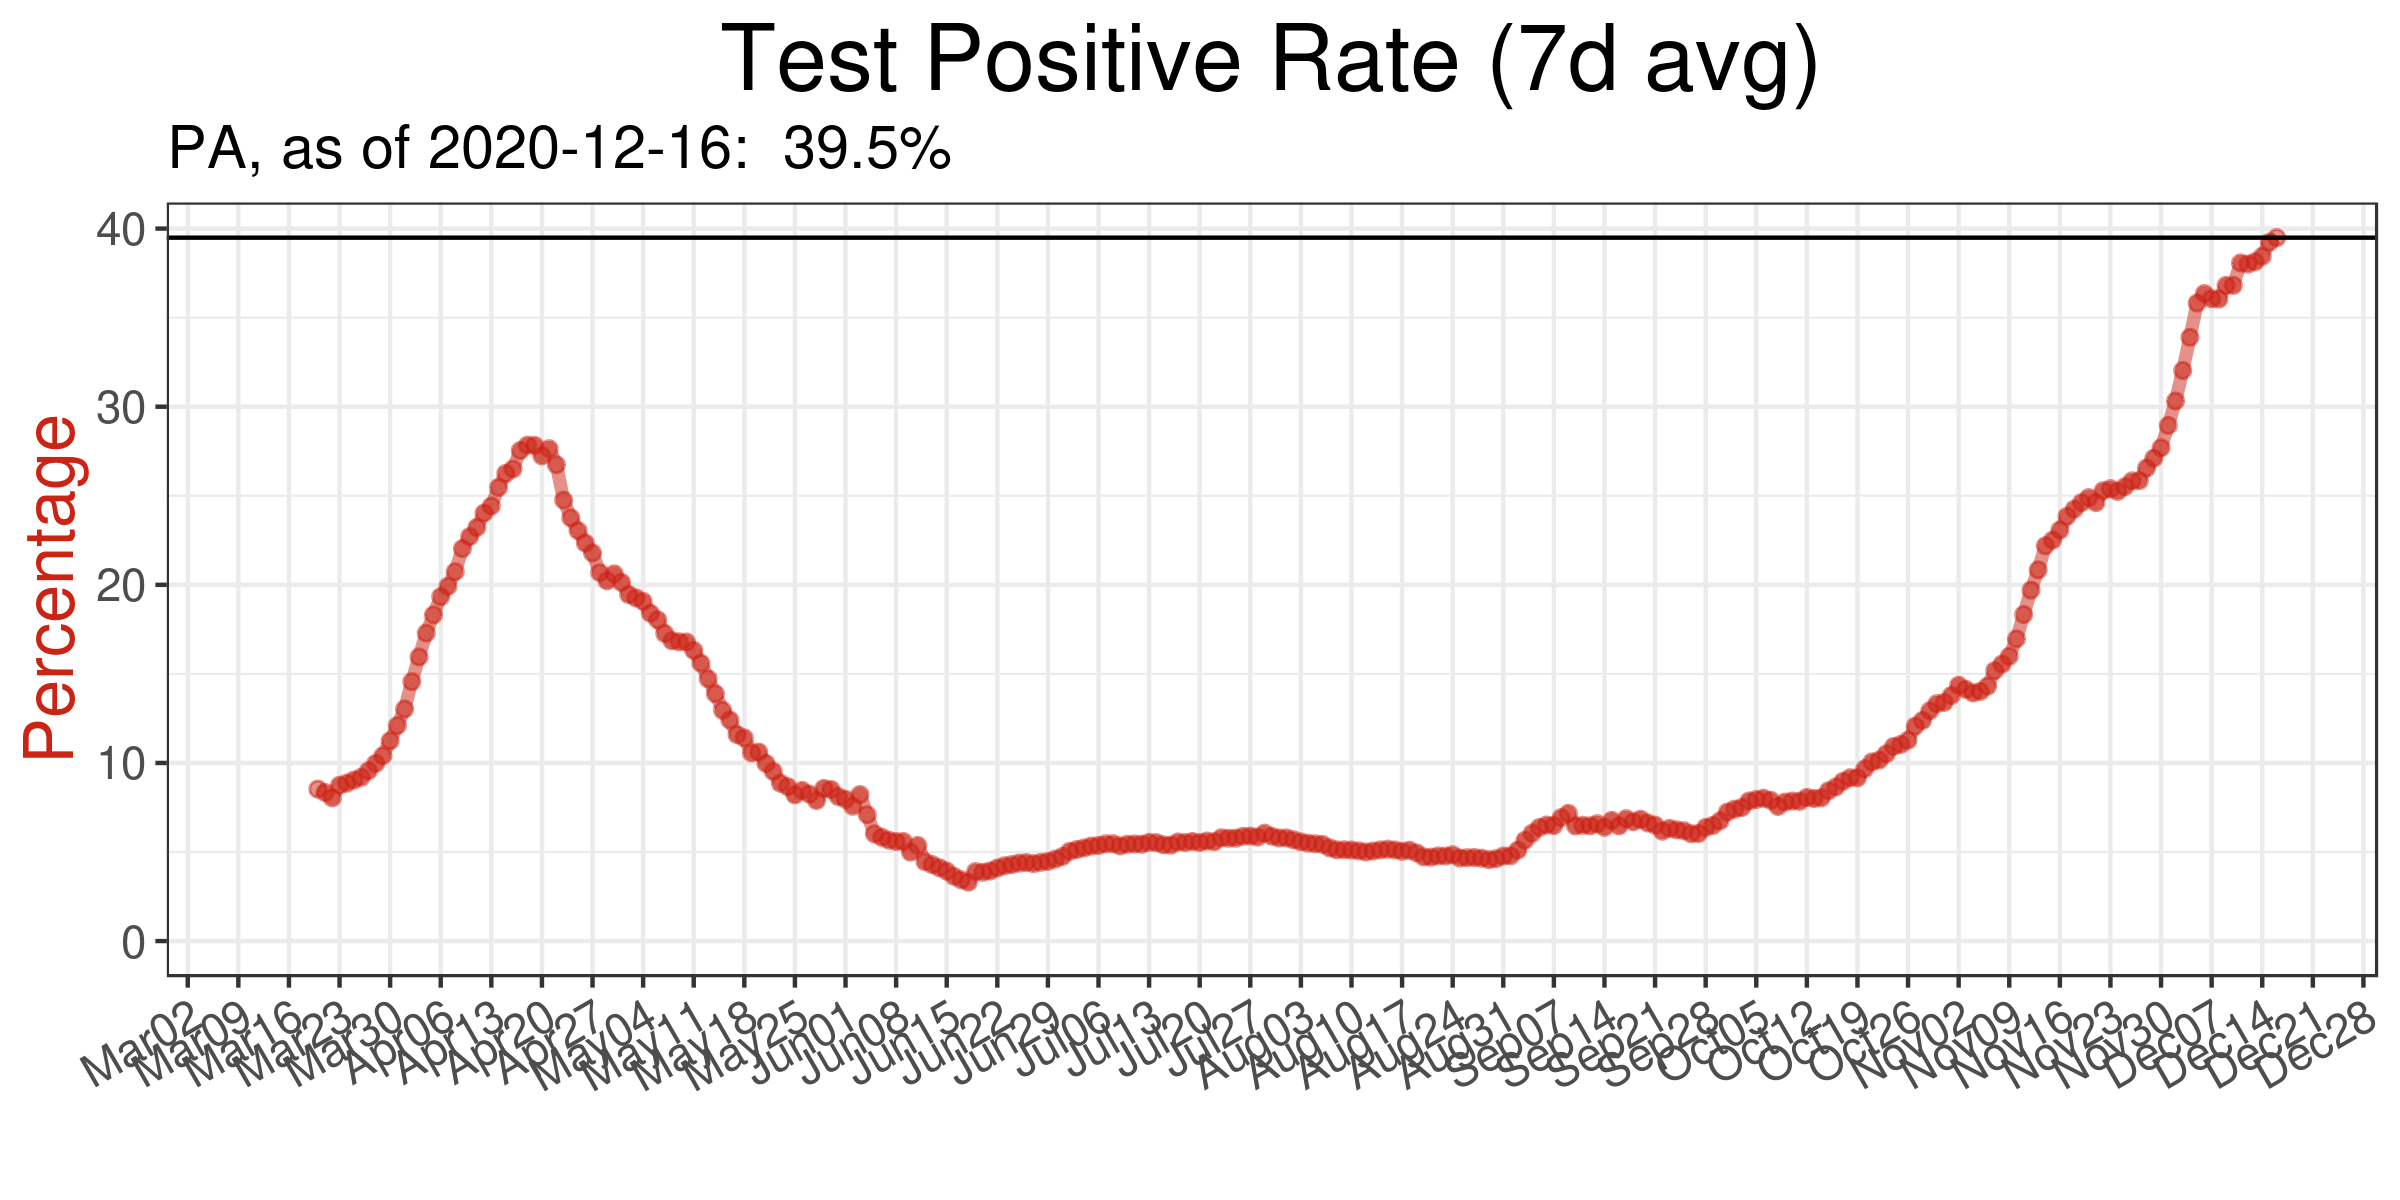 Test Positive Rate (7d avg)
PA, as of 2020-12-16:  39.5%
Percentage
40
30
20
10
0
Mar02
Mar09
Mar16
Mar23
Mar30
Apr06
Apr13
Apr20
Apr27
May04
May11
May18
May25
Jun01
Jun08
Jun15
Jun22
Jun29
Jul06
Jul13
Jul20
Jul27
Aug03
Aug10
Aug17
Aug24
Aug31
Sep07
Sep14
Sep21
Sep28
Oct05
Oct12
Oct19
Oct26
Nov02
Nov09
Nov16
Nov23
Nov30
Dec07
Dec14
Dec21
Dec28